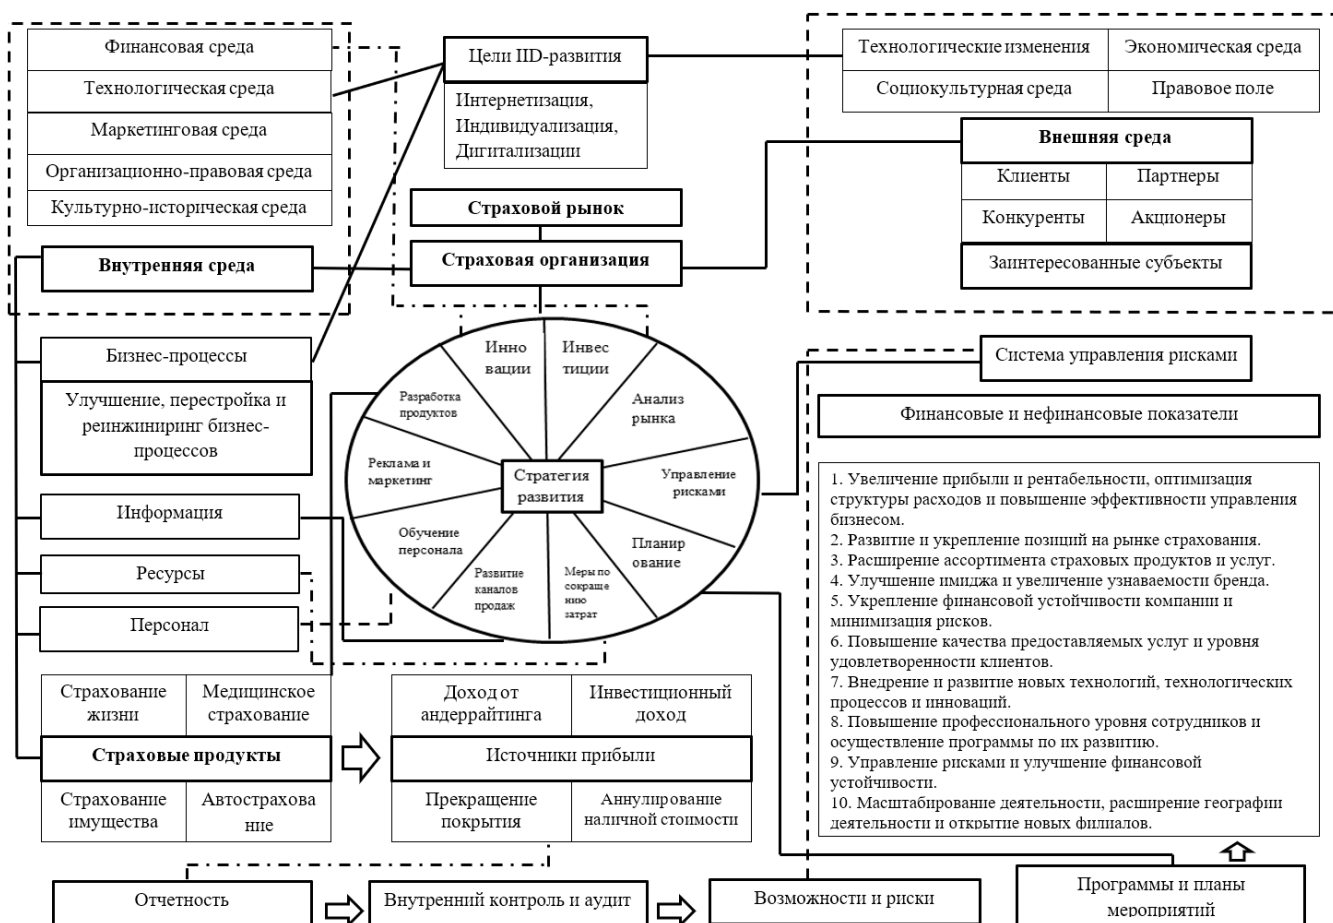 Финансовая среда
Технологическая среда
Маркетинговая среда
Организационно-правовая среда
Культурно-историческая среда
Внутренняя среда
Цели IID-развития
Интернетизация,
Индивидуализация,
Дигитализации
Страховой рынок
Страховая организация
Технологические изменения
Экономическая среда
Социокультурная среда
Правовое поле
Внешняя среда
Клиенты
Партнеры
Конкуренты
Акционеры
Заинтересованные субъекты
Бизнес-процессы
Улучшение, перестройка и
реинжиниринг бизнес-
процессов
Информация
Ресурсы
Персонал
Инно
вации
Инвес
тиции
Анализ
рынка
Управление
рисками
Планир
ование
Меры по
сокраще
нию
затрат
Развитие
каналов
продаж
Обучение
персонала
Реклама и
маркетинг
Разработка
продуктов
Стратегия
развития
Система управления рисками
Финансовые и нефинансовые показатели
1. Увеличение прибыли и рентабельности, оптимизация
структуры расходов и повышение эффективности управления
бизнесом.
2. Развитие и укрепление позиций на рынке страхования.
3. Расширение ассортимента страховых продуктов и услуг.
4. Улучшение имиджа и увеличение узнаваемости бренда.
5. Укрепление финансовой устойчивости компании и
минимизация рисков.
6. Повышение качества предоставляемых услуг и уровня
удовлетворенности клиентов.
7. Внедрение и развитие новых технологий, технологических
процессов и инноваций.
8. Повышение профессионального уровня сотрудников и
осуществление программы по их развитию.
9. Управление рисками и улучшение финансовой
устойчивости.
10. Масштабирование деятельности, расширение географии
деятельности и открытие новых филиалов.
Страхование
жизни
Медицинское
страхование
Страховые продукты
Страхование
имущества
Автострахова
ние
Доход от
андеррайтинга
Инвестиционный
доход
Источники прибыли
Прекращение
покрытия
Аннулирование
наличной стоимости
Отчетность
Внутренний контроль и аудит
Возможности и риски
Программы и планы
мероприятий